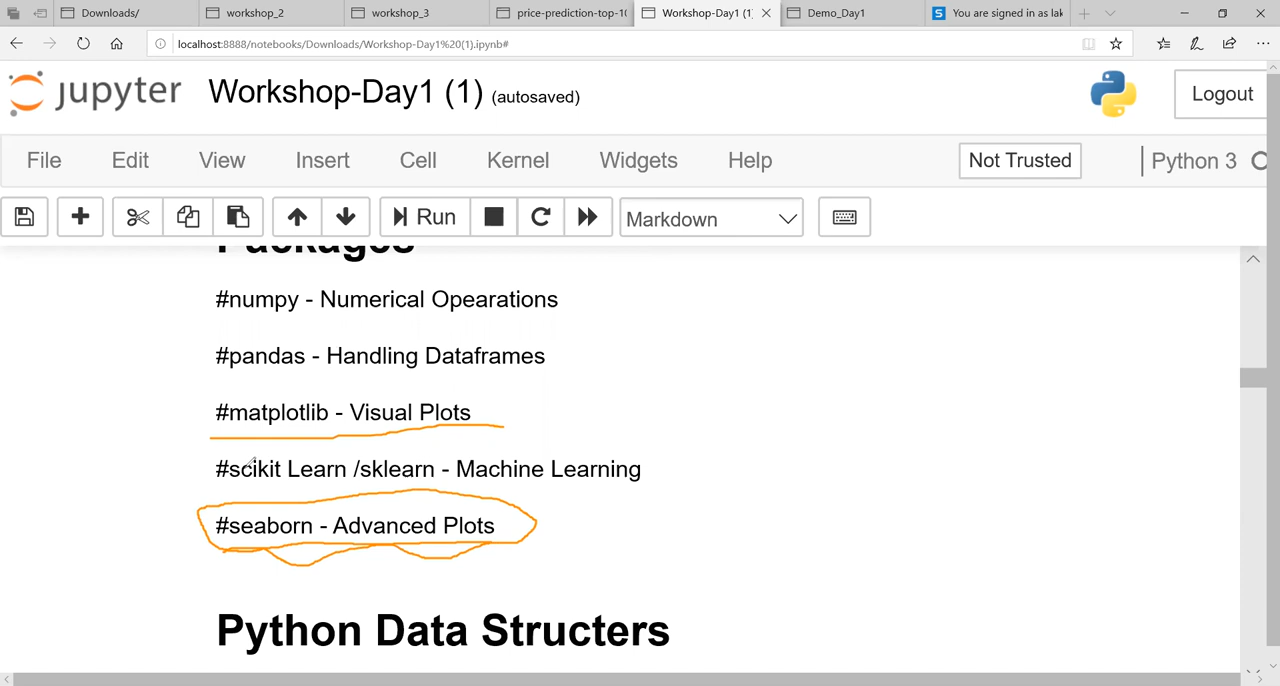 Downloads/ workshop_2 workshop_3 price-prediction-top-10 Workshop-Day1 (1) Demo_Day1 S You are signed in as lak
localhost:8888/notebooks/Downloads/Workshop-Day1%20(1).ipynb#
jupyter Workshop-Day1 (1) (autosaved) Logout
File Edit View Insert Cell Kernel Widgets Help Not Trusted Python 3
Run Markdown
Packages
#numpy - Numerical Opearations
#pandas - Handling Dataframes
#matplotlib - Visual Plots
#scikit Learn /sklearn - Machine Learning
#seaborn - Advanced Plots
Python Data Structers